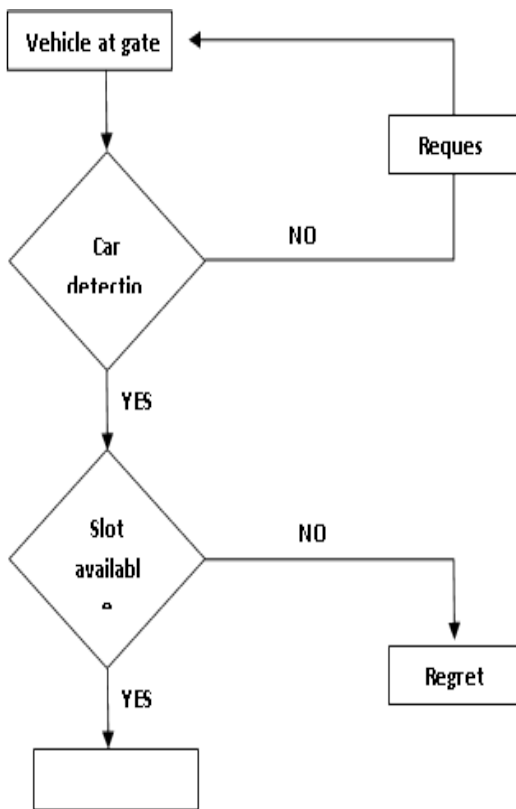 Vehicle at gate
Reques
Car
detectio
NO
YES
Slot
availabl
e
NO
Regret
YES